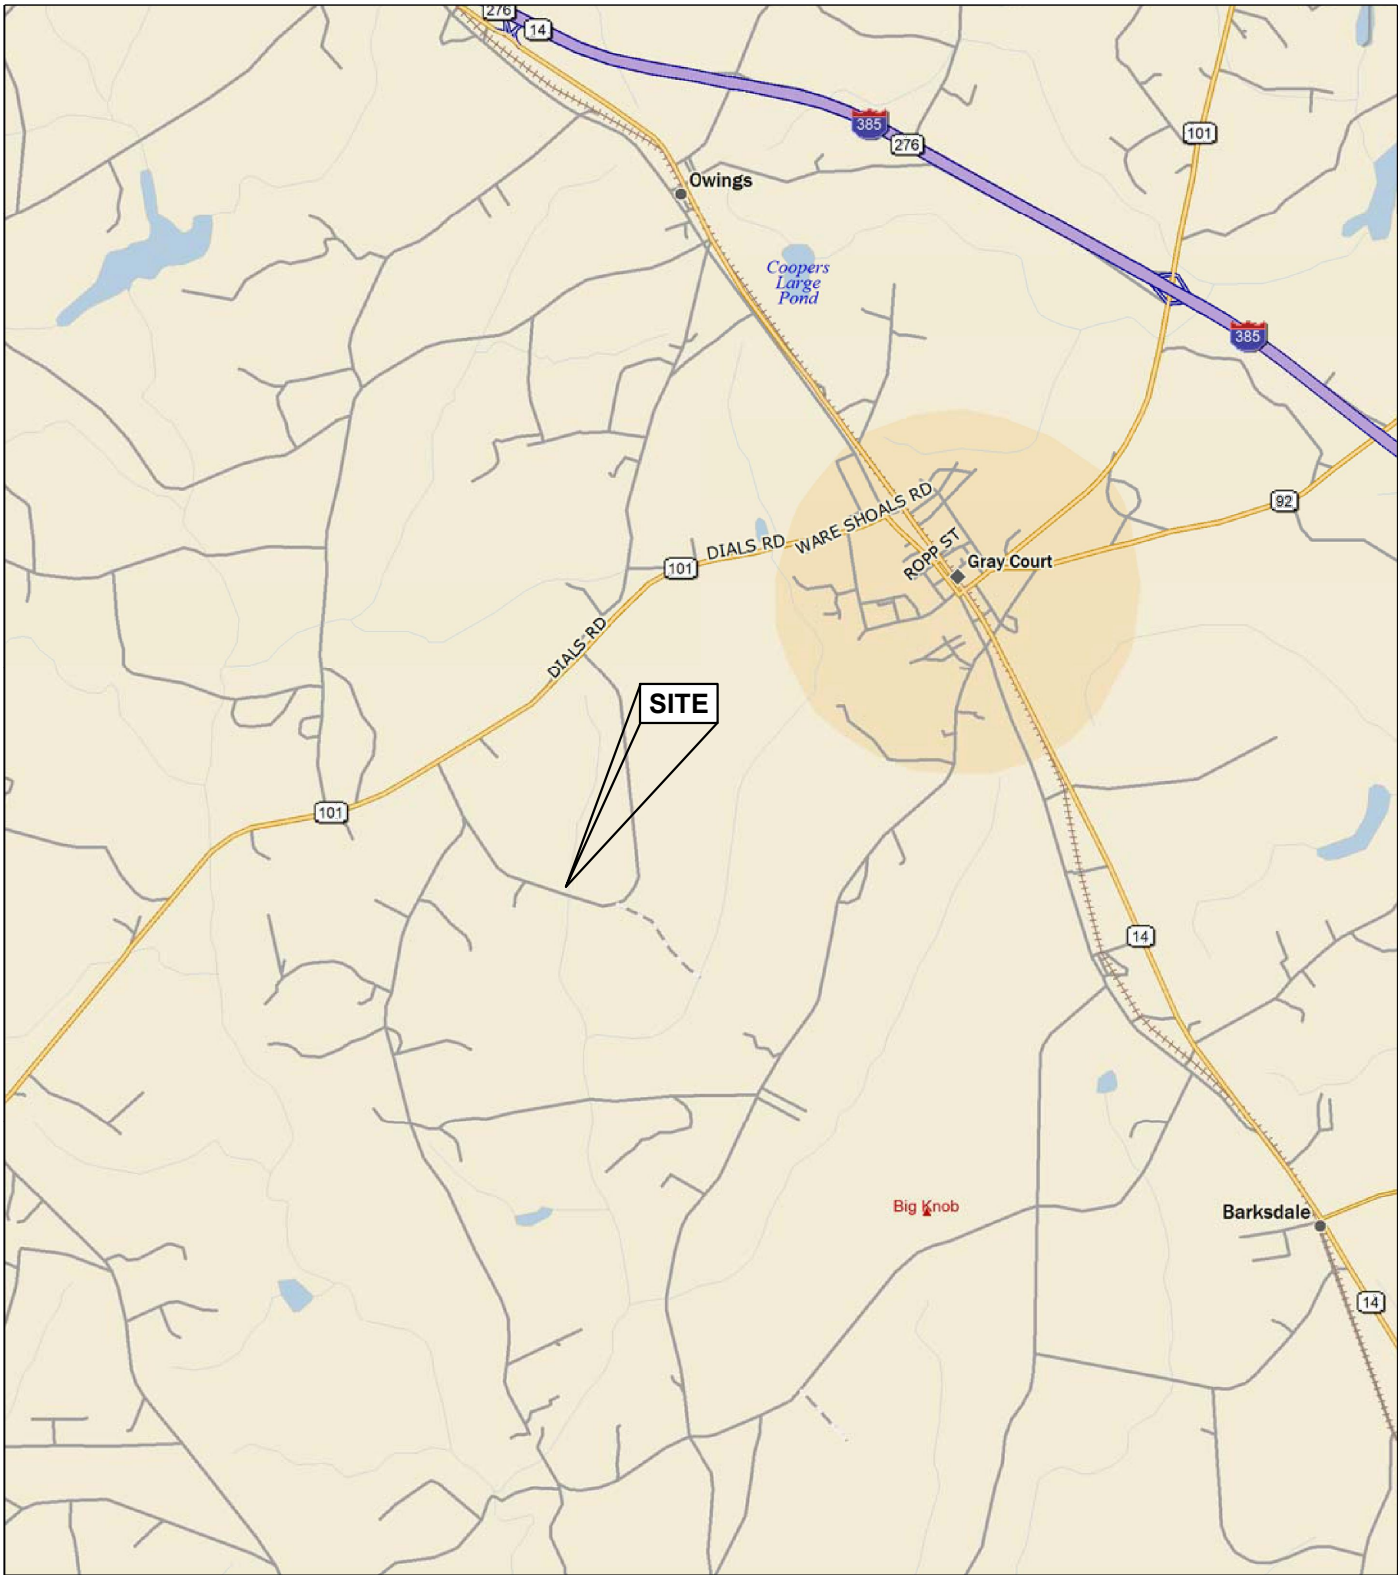 276
14
385
276
101
Owings
Coopers
Large
Pond
385
WARE SHOALS RD
92
DIALS RD
ROPP ST
Gray Court
101
DIALS RD
SITE
101
14
Big Knob
Barksdale
14